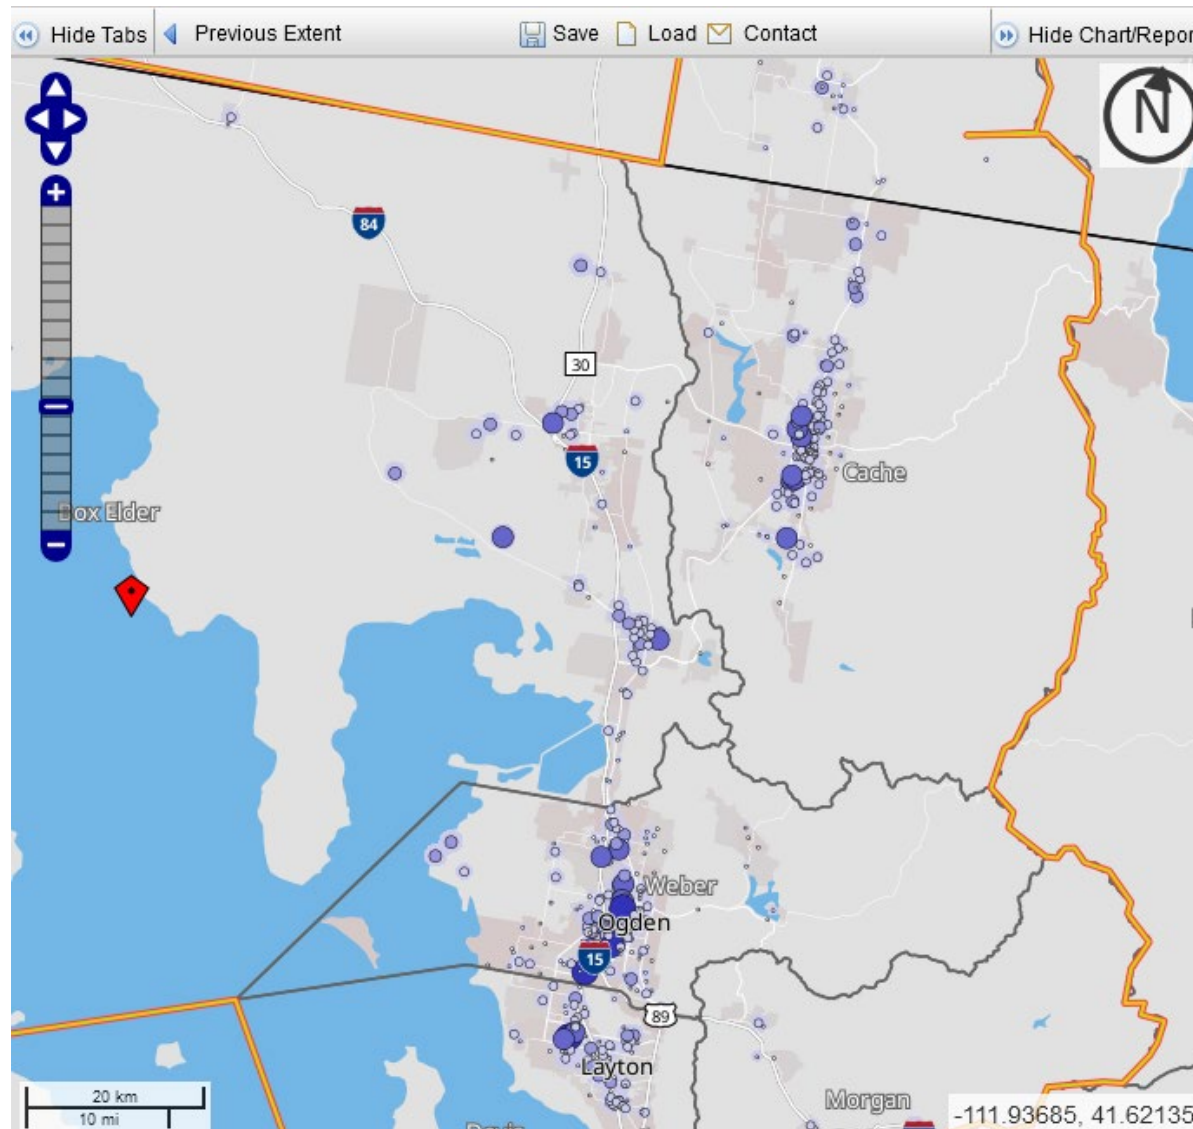 Hide Tabs
Previous Extent
Save
Load
Contact
Hide Chart/Repor
N
84
30
15
Cache
Box Elder
Weber
Ogden
15
89
Layton
Morgan
20 km
10 mi
-111.93685, 41.62135